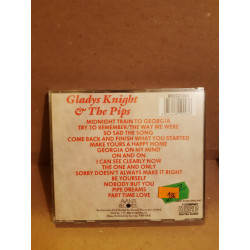 Gladys Knight
& The Pips
MIDNIGHT TRAIN TO GEORGIA
TRY TO REMEMBER/THE WAY WE WERE
SO SAD THE SONG
COME BACK AND FINISH WHAT YOU STARTED
MAKE YOURS A HAPPY HOME
GEORGIA ON MY MIND
ON AND ON
I CAN SEE CLEARLY NOW
THE ONE AND ONLY
SORRY DOESN'T ALWAYS MAKE IT RIGHT
BE YOURSELF
NOBODY BUT YOU
PIPE DREAMS
PART TIME LOVE